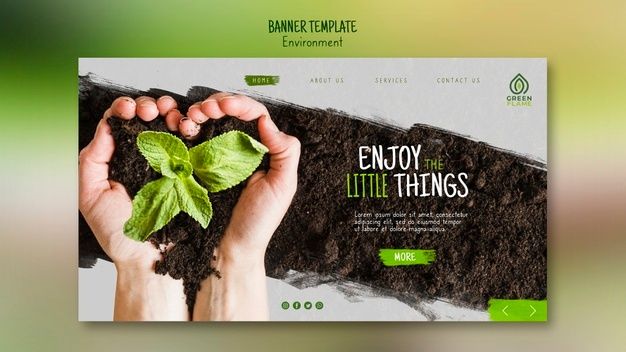 BANNER TEMPLATE
Environment
HOME ABOUT US SERVICES CONTACT US
GREEN
FLAME
ENJOY THE
LITTLE THINGS
Lorem ipsum dolor sit amet, consectetur
adipiscing elit, sed do eiusmod tempor
incididunt ut labore et
dolore-magna-aliqua.
MORE